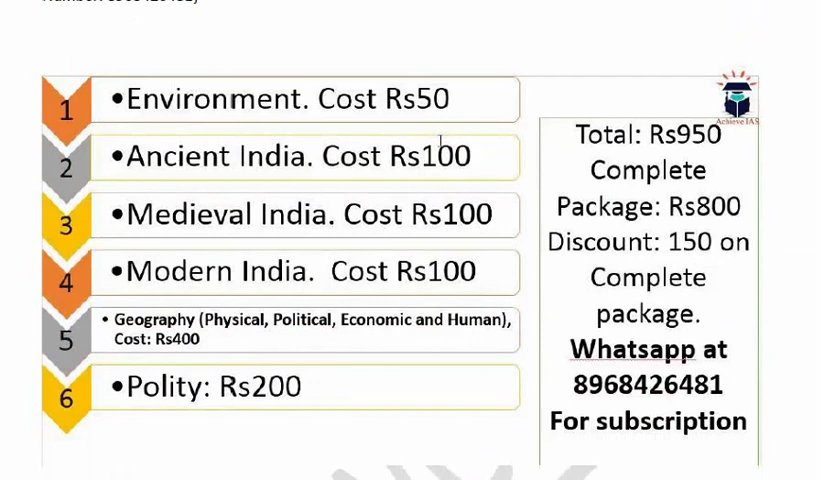 •Environment. Cost Rs50
1
•Ancient India. Cost Rs100
2
•Medieval India. Cost Rs100
3
•Modern India.  Cost Rs100
4
• Geography (Physical, Political, Economic and Human),
Cost: Rs400
5
•Polity: Rs200
6
Achieve IAS
Total: Rs950
Complete
Package: Rs800
Discount: 150 on
Complete
package.
Whatsapp at
8968426481
For subscription